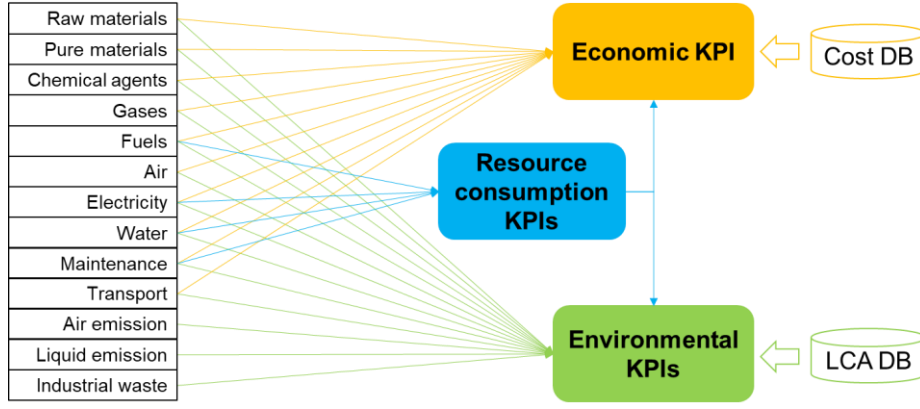 Raw materials
Pure materials
Chemical agents
Gases
Fuels
Air
Electricity
Water
Maintenance
Transport
Air emission
Liquid emission
Industrial waste
Economic KPI
Cost DB
Resource
consumption
KPIs
Environmental
KPIs
LCA DB